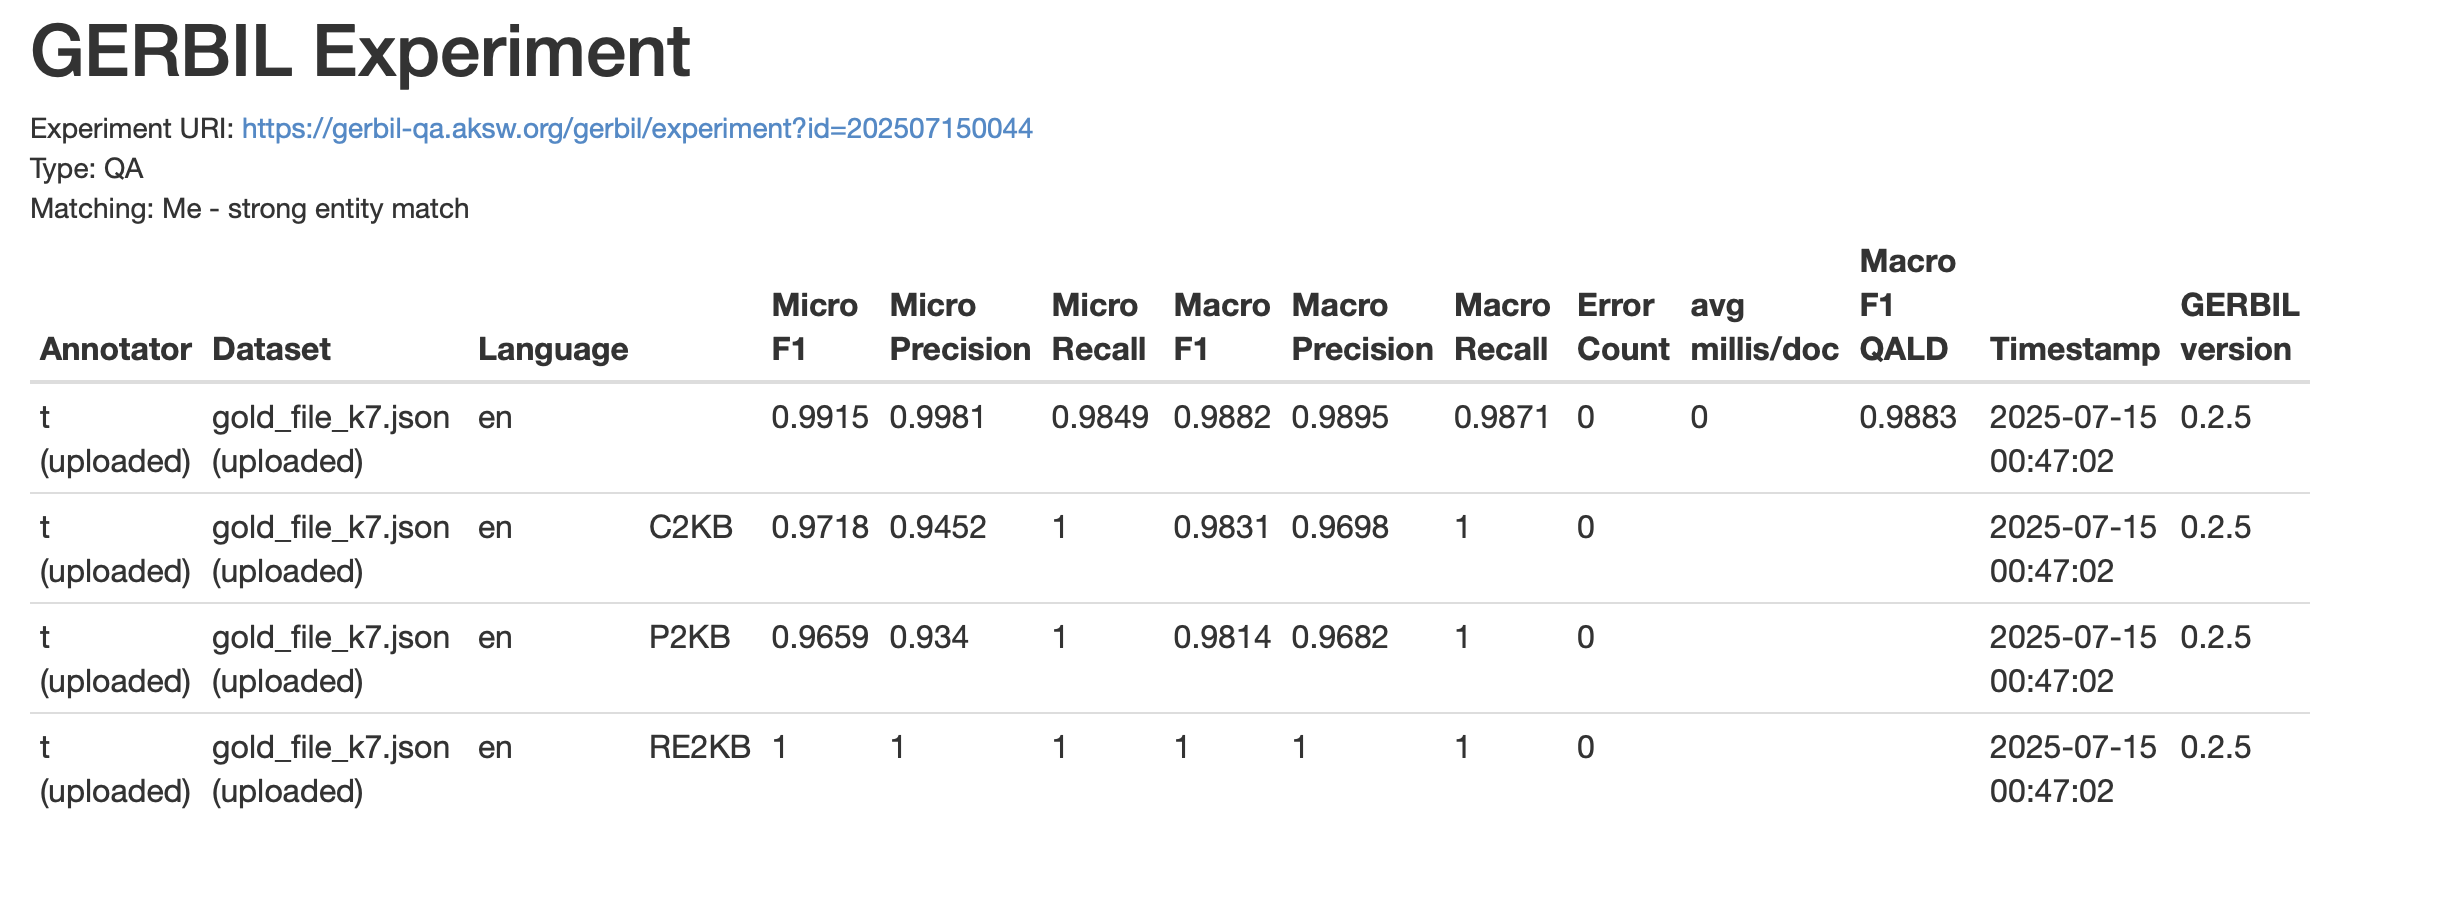 GERBIL Experiment
Experiment URI: https://gerbil-qa.aksw.org/gerbil/experiment?id=202507150044
Type: QA
Matching: Me - strong entity match
Annotator Dataset Language Micro F1 Micro Precision Micro Recall Macro F1 Macro Precision Macro Recall Error Count avg millis/doc Macro F1 QALD Timestamp GERBIL version
t (uploaded) gold_file_k7.json (uploaded) en 0.9915 0.9981 0.9849 0.9882 0.9895 0.9871 0 0 0.9883 2025-07-15 00:47:02 0.2.5
t (uploaded) gold_file_k7.json (uploaded) en C2KB 0.9718 0.9452 1 0.9831 0.9698 1 0 2025-07-15 00:47:02 0.2.5
t (uploaded) gold_file_k7.json (uploaded) en P2KB 0.9659 0.934 1 0.9814 0.9682 1 0 2025-07-15 00:47:02 0.2.5
t (uploaded) gold_file_k7.json (uploaded) en RE2KB 1 1 1 1 1 1 0 2025-07-15 00:47:02 0.2.5